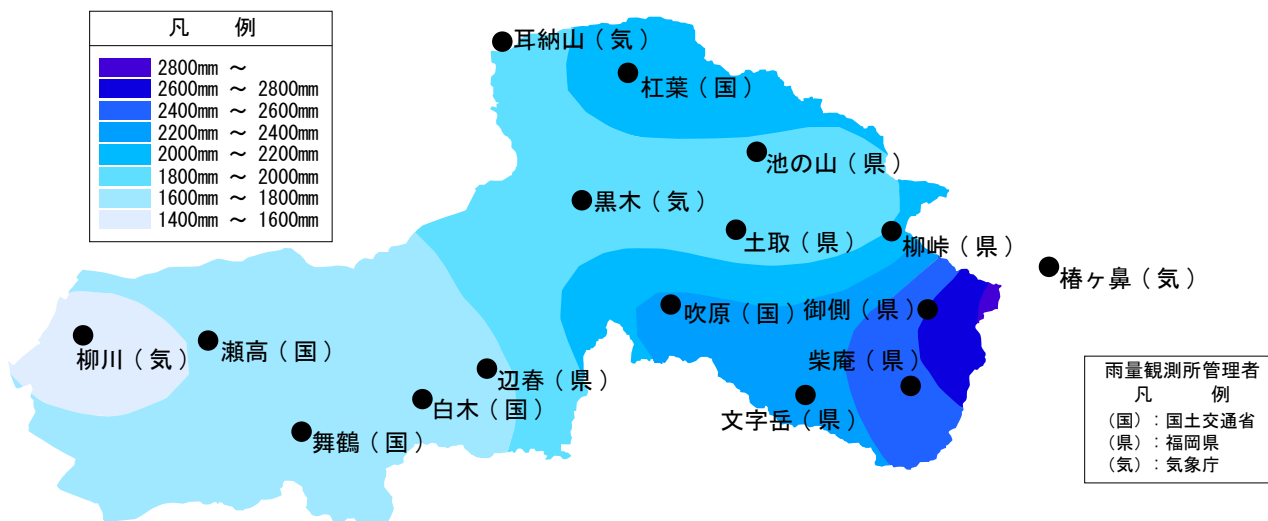 凡　例
2800㎜ ～
2600㎜ ～ 2800㎜
2400㎜ ～ 2600㎜
2200㎜ ～ 2400㎜
2000㎜ ～ 2200㎜
1800㎜ ～ 2000㎜
1600㎜ ～ 1800㎜
1400㎜ ～ 1600㎜
耳納山（気）
杠葉（国）
池の山（県）
黒木（気）
土取（県）
柳峠（県）
椿ヶ鼻（気）
吹原（国）
御側（県）
柳川（気）
瀬高（国）
柴庵（県）
辺春（県）
白木（国）
文字岳（県）
舞鶴（国）
雨量観測所管理者
凡　例
（国）：国土交通省
（県）：福岡県
（気）：気象庁